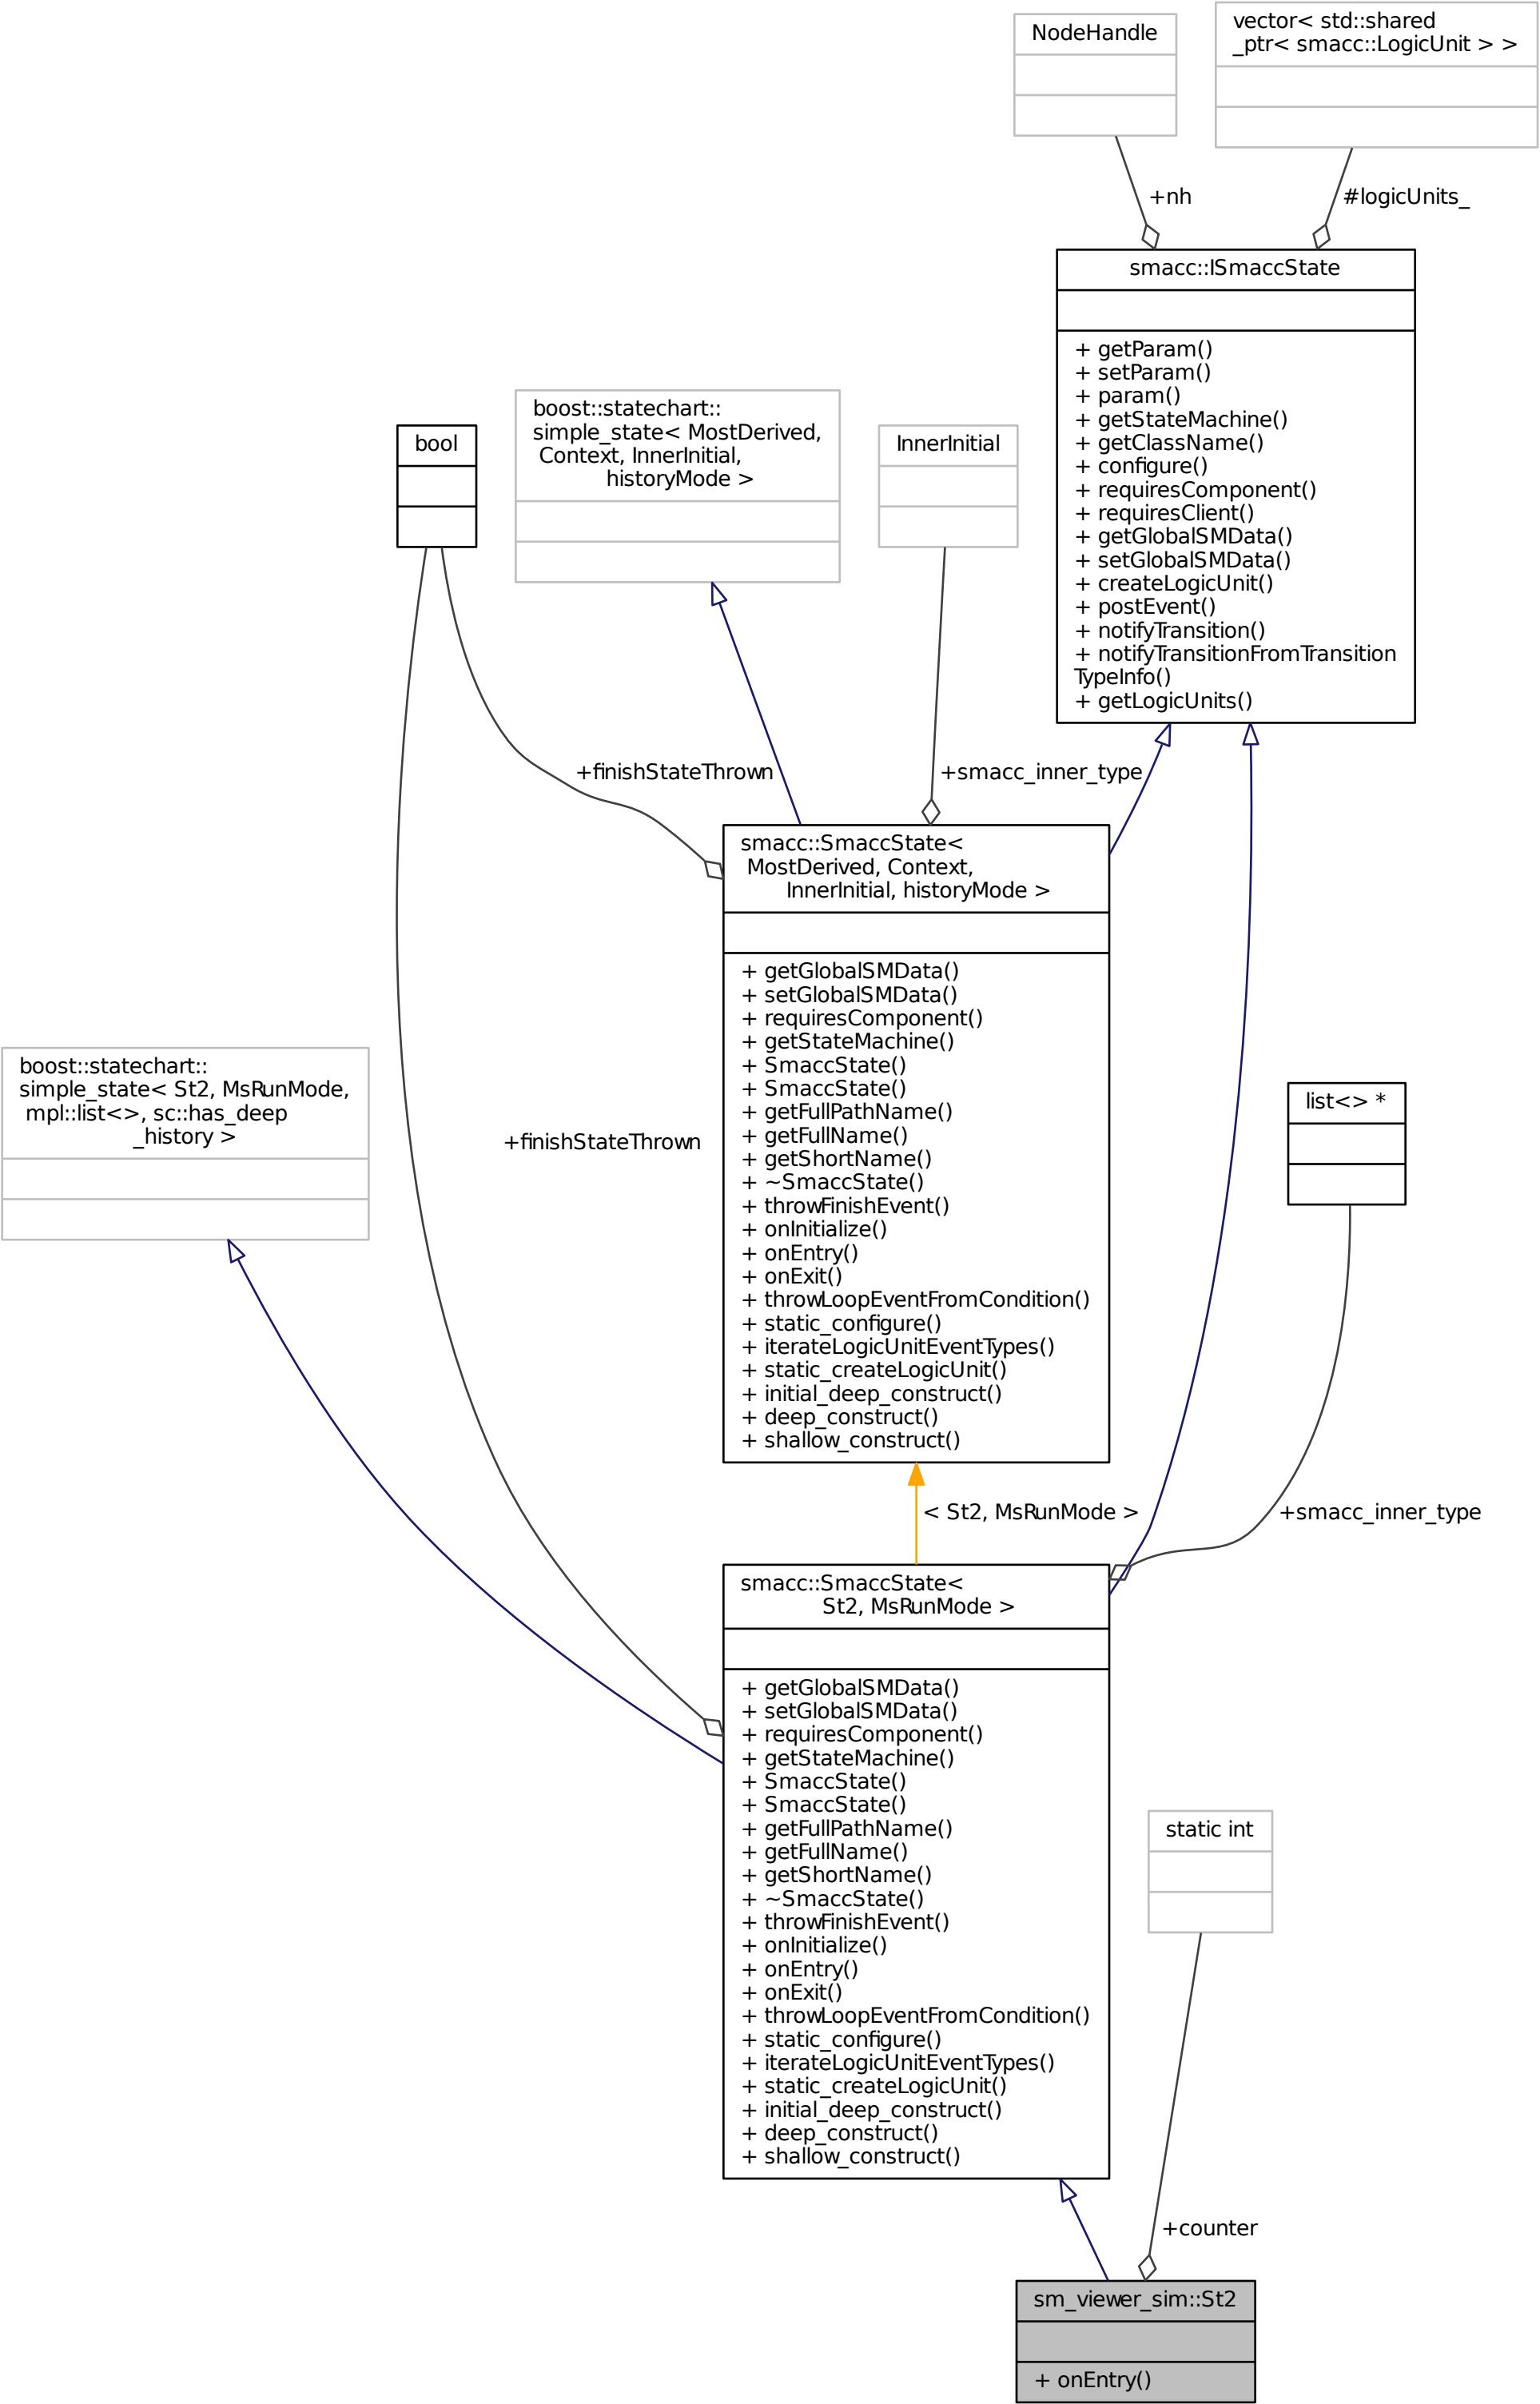 NodeHandle
vector< std::shared
_ptr< smacc::LogicUnit > >
+nh
#logicUnits_
smacc::ISmaccState
+ getParam()
+ setParam()
+ param()
+ getStateMachine()
+ getClassName()
+ configure()
+ requiresComponent()
+ requiresClient()
+ getGlobalSMData()
+ setGlobalSMData()
+ createLogicUnit()
+ postEvent()
+ notifyTransition()
+ notifyTransitionFromTransition
TypeInfo()
+ getLogicUnits()
bool
boost::statechart::
simple_state< MostDerived,
Context, InnerInitial,
historyMode >
InnerInitial
+finishStateThrown
+smacc_inner_type
smacc::SmaccState<
MostDerived, Context,
InnerInitial, historyMode >
+ getGlobalSMData()
+ setGlobalSMData()
+ requiresComponent()
+ getStateMachine()
+ SmaccState()
+ SmaccState()
+ getFullPathName()
+ getFullName()
+ getShortName()
+ ~SmaccState()
+ throwFinishEvent()
+ onInitialize()
+ onEntry()
+ onExit()
+ throwLoopEventFromCondition()
+ static_configure()
+ iterateLogicUnitEventTypes()
+ static_createLogicUnit()
+ initial_deep_construct()
+ deep_construct()
+ shallow_construct()
boost::statechart::
simple_state< St2, MsRunMode,
mpl::list<>, sc::has_deep
_history >
+finishStateThrown
list<> *
< St2, MsRunMode >
+smacc_inner_type
smacc::SmaccState<
St2, MsRunMode >
+ getGlobalSMData()
+ setGlobalSMData()
+ requiresComponent()
+ getStateMachine()
+ SmaccState()
+ SmaccState()
+ getFullPathName()
+ getFullName()
+ getShortName()
+ ~SmaccState()
+ throwFinishEvent()
+ onInitialize()
+ onEntry()
+ onExit()
+ throwLoopEventFromCondition()
+ static_configure()
+ iterateLogicUnitEventTypes()
+ static_createLogicUnit()
+ initial_deep_construct()
+ deep_construct()
+ shallow_construct()
static int
+counter
sm_viewer_sim::St2
+ onEntry()